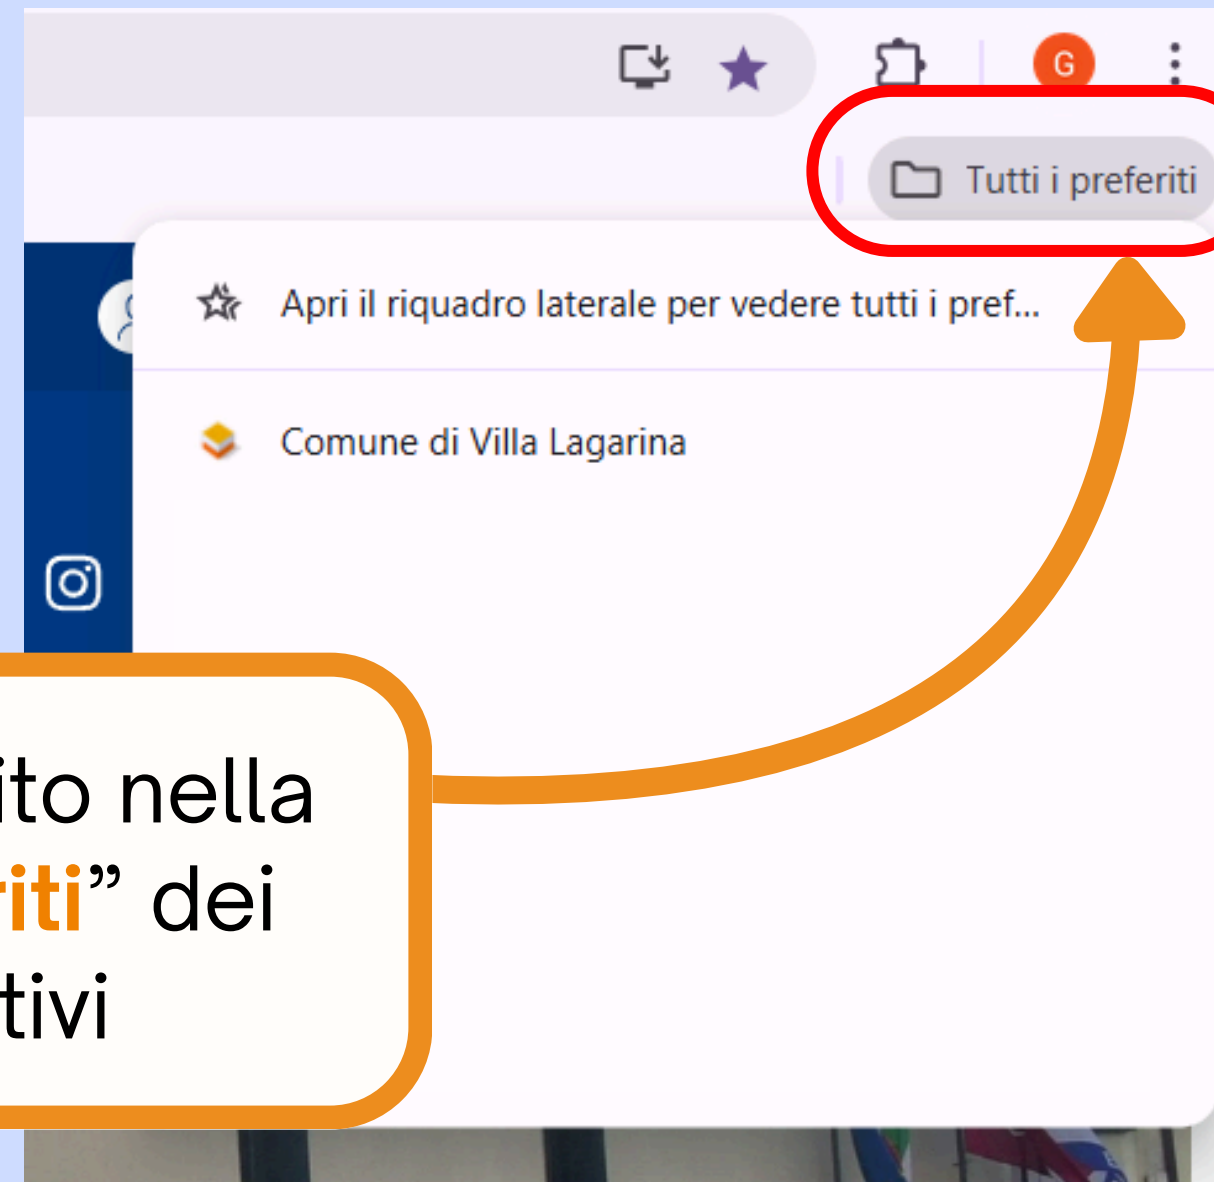 G
Tutti i preferiti
Apri il riquadro laterale per vedere tutti i pref...
Comune di Villa Lagarina
ito nella
riti” dei
tivi